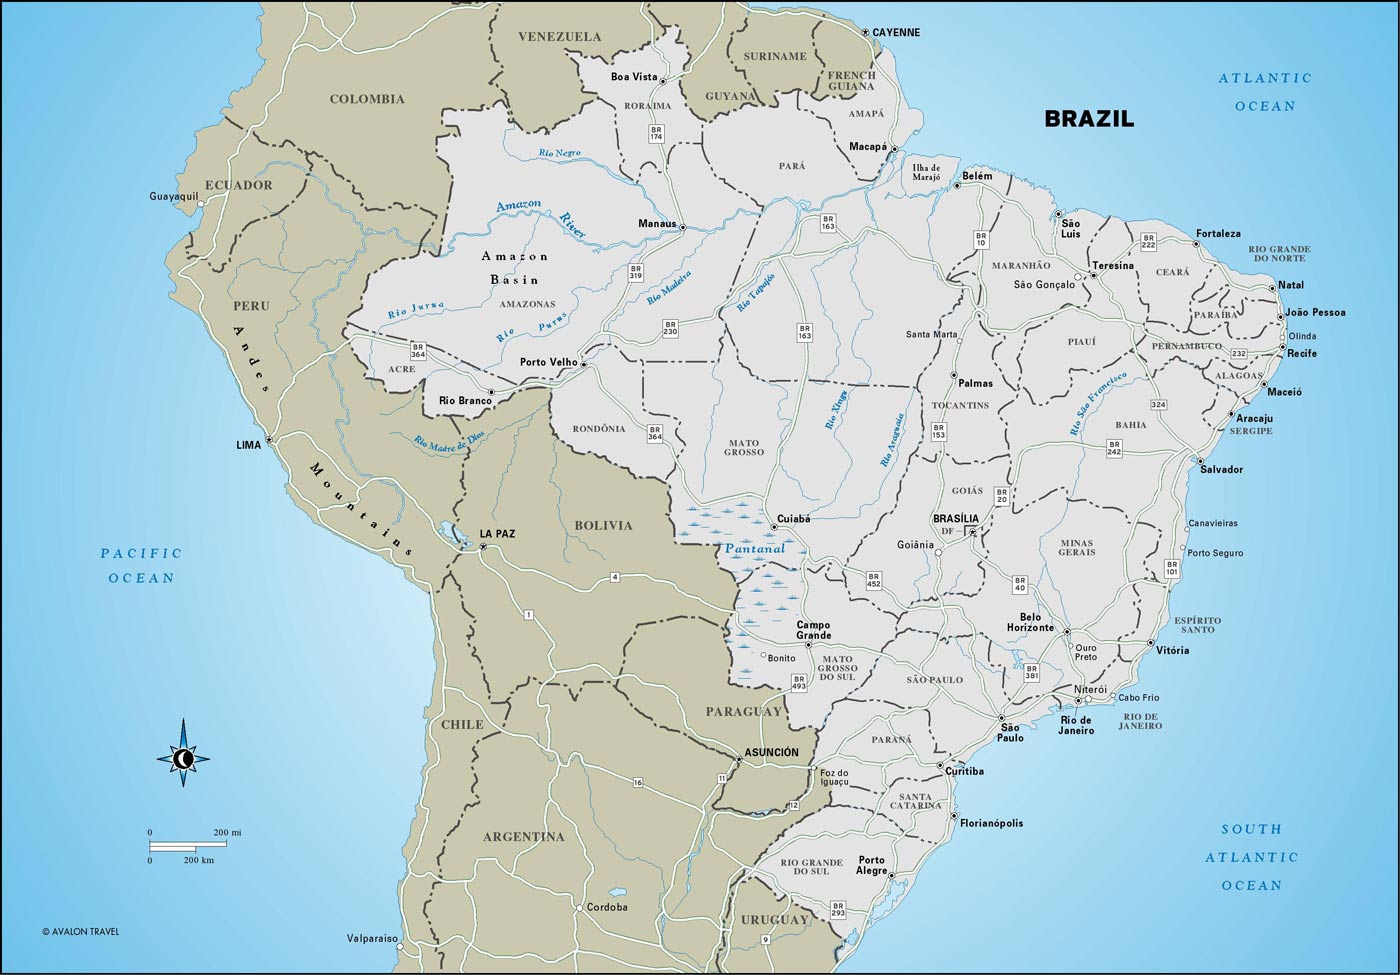 VENEZUELA
CAYENNE
SURINAME
FRENCH
GUIANA
GUYANA
COLOMBIA
Boa Vista
RORAIMA
AMAPÁ
BR
174
Macapá
ATLANTIC
OCEAN
BRAZIL
Rio Negro
PARÁ
Ilha de
Marajó
Belém
ECUADOR
Guayaquil
Amazon
River
Manaus
BR
163
BR
10
São
Luis
BR
222
Fortaleza
RIO GRANDE
DO NORTE
Amazon
Basin
AMAZONAS
BR
319
Rio Madeira
Rio Tapajós
MARANHÃO
São Gonçalo
Teresina
CEARÁ
Natal
PERU
Rio Jurua
Rio Purus
BR
230
BR
163
Santa Marta
PIAUÍ
PARAÍBA
João Pessoa
Olinda
PERNAMBUCO
232
Recife
Andes
Mountains
BR
364
ACRE
Porto Velho
Rio Branco
Palmas
TOCANTINS
Rio São Francisco
ALAGOAS
Maceió
324
Aracaju
SERGIPE
BAHIA
LIMA
Rio Madre de Dios
RONDÔNIA
BR
364
MATO
GROSSO
Rio Xingu
Rio Araguaia
BR
153
BR
242
Salvador
GOIÁS
BR
20
BOLIVIA
LA PAZ
Cuiabá
Pantanal
BRASÍLIA
DF
Goiânia
MINAS
GERAIS
Canavieiras
Porto Seguro
PACIFIC
OCEAN
4
1
BR
452
BR
40
BR
101
Campo
Grande
Belo
Horizonte
ESPÍRITO
SANTO
Bonito
MATO
GROSSO
DO SUL
Ouro
Preto
Vitória
BR
493
SÃO PAULO
BR
381
Niterói
Cabo Frio
CHILE
PARAGUAY
São
Paulo
Rio de
Janeiro
RIO DE
JANEIRO
PARANÁ
ASUNCIÓN
Foz do
Iguaçu
Curitiba
16
11
12
SANTA
CATARINA
Florianópolis
0
200 mi
0
200 km
ARGENTINA
SOUTH
ATLANTIC
OCEAN
RIO GRANDE
DO SUL
Porto
Alegre
Cordoba
BR
293
URUGUAY
9
Valparaiso
© AVALON TRAVEL